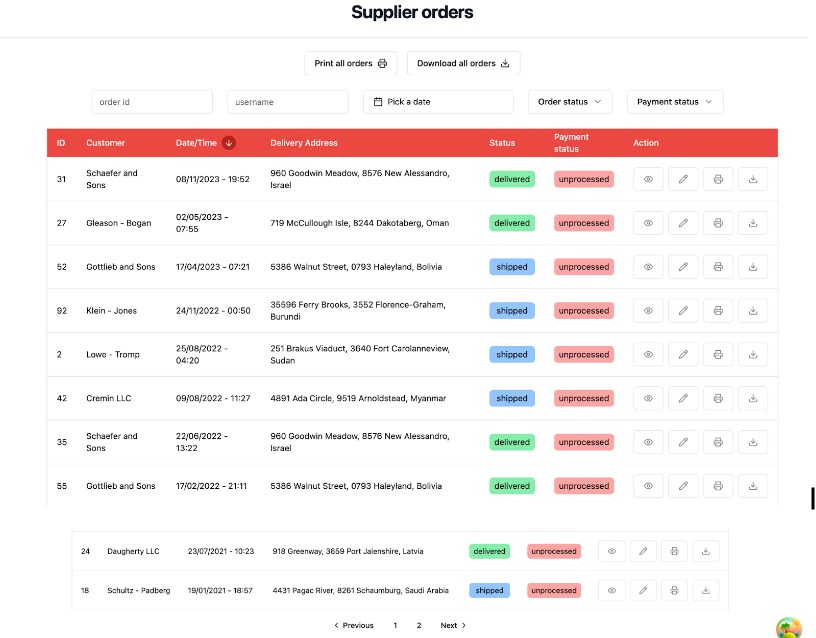 Supplier orders
Print all orders Download all orders
order id username Pick a date Order status Payment status
ID Customer Date/Time Delivery Address Status Payment status Action
31 Schaefer and Sons 08/11/2023 - 19:52 960 Goodwin Meadow, 8576 New Alessandro, Israel delivered unprocessed
27 Gleason - Bogan 02/05/2023 - 07:55 719 McCullough Isle, 8244 Dakotaberg, Oman delivered unprocessed
52 Gottlieb and Sons 17/04/2023 - 07:21 5386 Walnut Street, 0793 Haleyland, Bolivia shipped unprocessed
92 Klein - Jones 24/11/2022 - 00:50 35596 Ferry Brooks, 3552 Florence-Graham, Burundi shipped unprocessed
2 Lowe - Tromp 25/08/2022 - 04:20 251 Brakus Viaduct, 3640 Fort Carolanneview, Sudan shipped unprocessed
42 Cremin LLC 09/08/2022 - 11:27 4891 Ada Circle, 9519 Arnoldstead, Myanmar shipped unprocessed
35 Schaefer and Sons 22/06/2022 - 13:22 960 Goodwin Meadow, 8576 New Alessandro, Israel delivered unprocessed
55 Gottlieb and Sons 17/02/2022 - 21:11 5386 Walnut Street, 0793 Haleyland, Bolivia delivered unprocessed
24 Daugherty LLC 23/07/2021 - 10:23 918 Greenway, 3659 Port Jalenshire, Latvia delivered unprocessed
18 Schultz - Padberg 19/01/2021 - 18:57 4431 Pagac River, 8261 Schaumburg, Saudi Arabia shipped unprocessed
Previous 1 2 Next